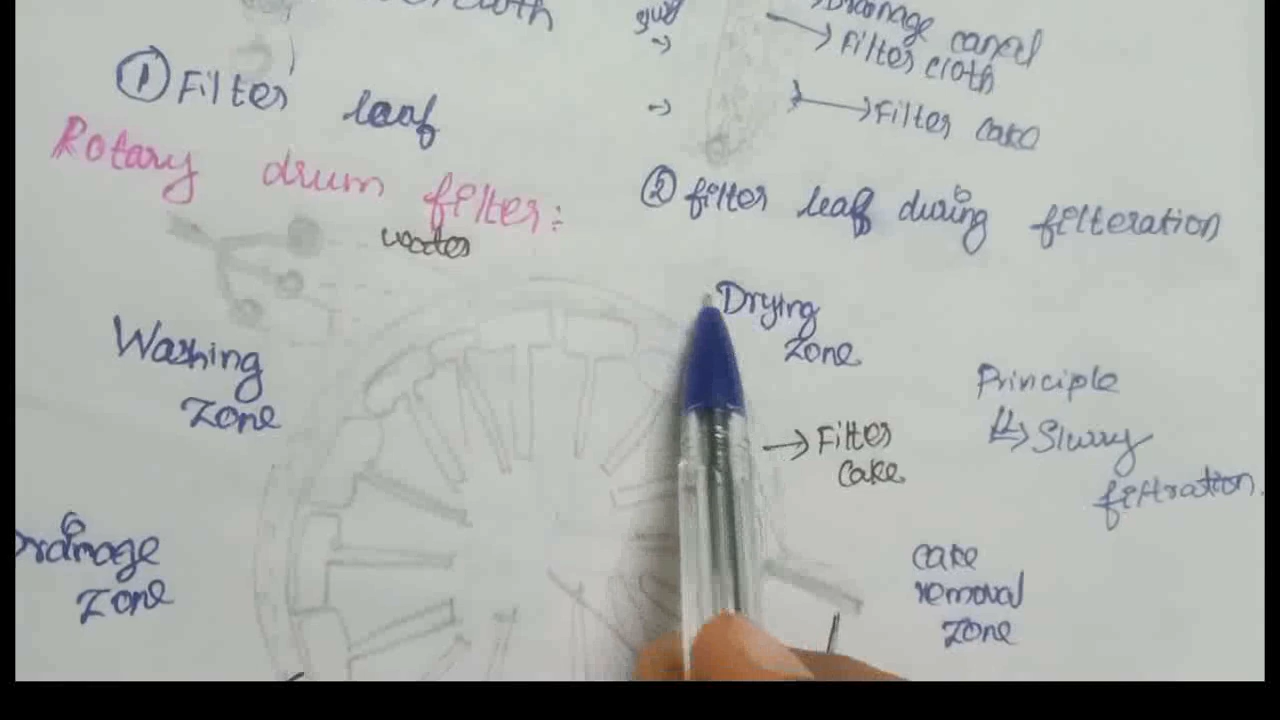 Drainage canal
Filter cloth
Filter cake
① Filter leaf
② filter leaf during filteration
Rotary drum filter:
water
Washing
Zone
Drying
Zone
→ Filter
cake
Principle
↳ Slurry
filtration.
Drainage
Zone
cake
removal
Zone